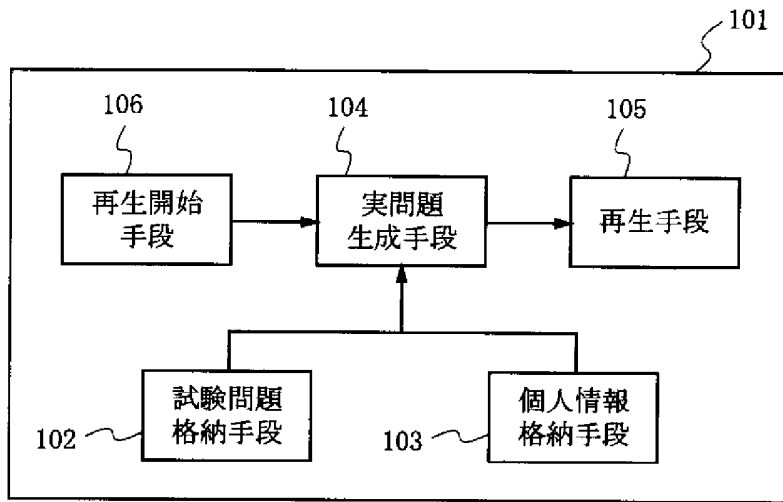 101
106
104
105
再生開始
手段
実問題
生成手段
再生手段
試験問題
格納手段
個人情報
格納手段
102
103